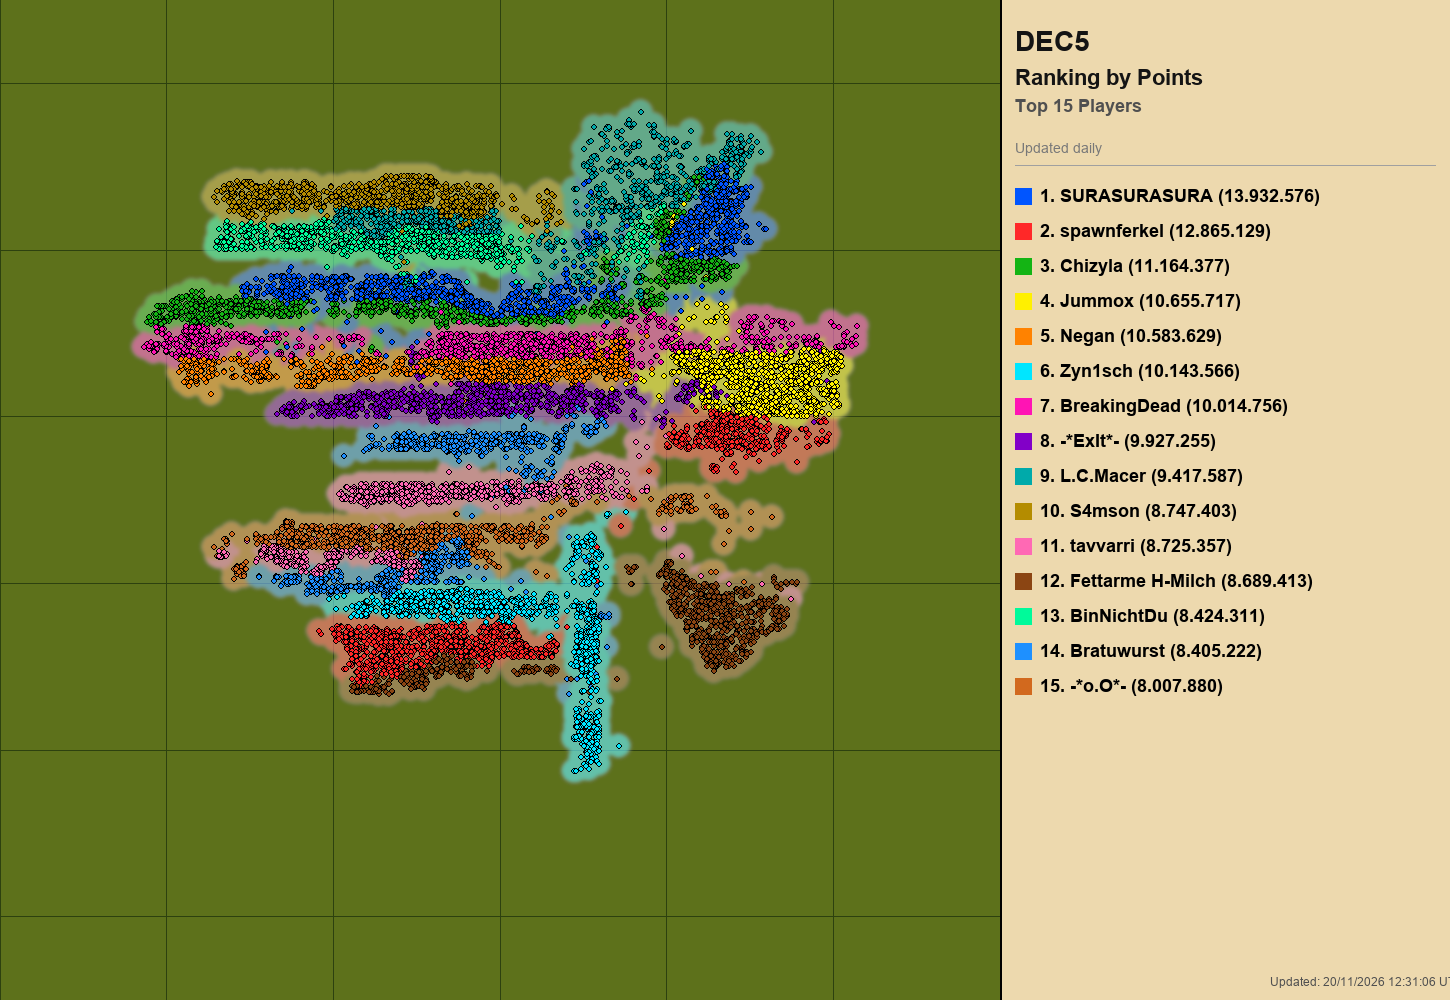 DEC5
Ranking by Points
Top 15 Players
Updated daily
1. SURASURASURA (13.932.576)
2. spawnferkel (12.865.129)
3. Chizyla (11.164.377)
4. Jummox (10.655.717)
5. Negan (10.583.629)
6. Zyn1sch (10.143.566)
7. BreakingDead (10.014.756)
8. -*ExIt*- (9.927.255)
9. L.C.Macer (9.417.587)
10. S4mson (8.747.403)
11. tavvarri (8.725.357)
12. Fettarme H-Milch (8.689.413)
13. BinNichtDu (8.424.311)
14. Bratuwurst (8.405.222)
15. -*o.O*- (8.007.880)
Updated: 20/11/2026 12:31:06 U